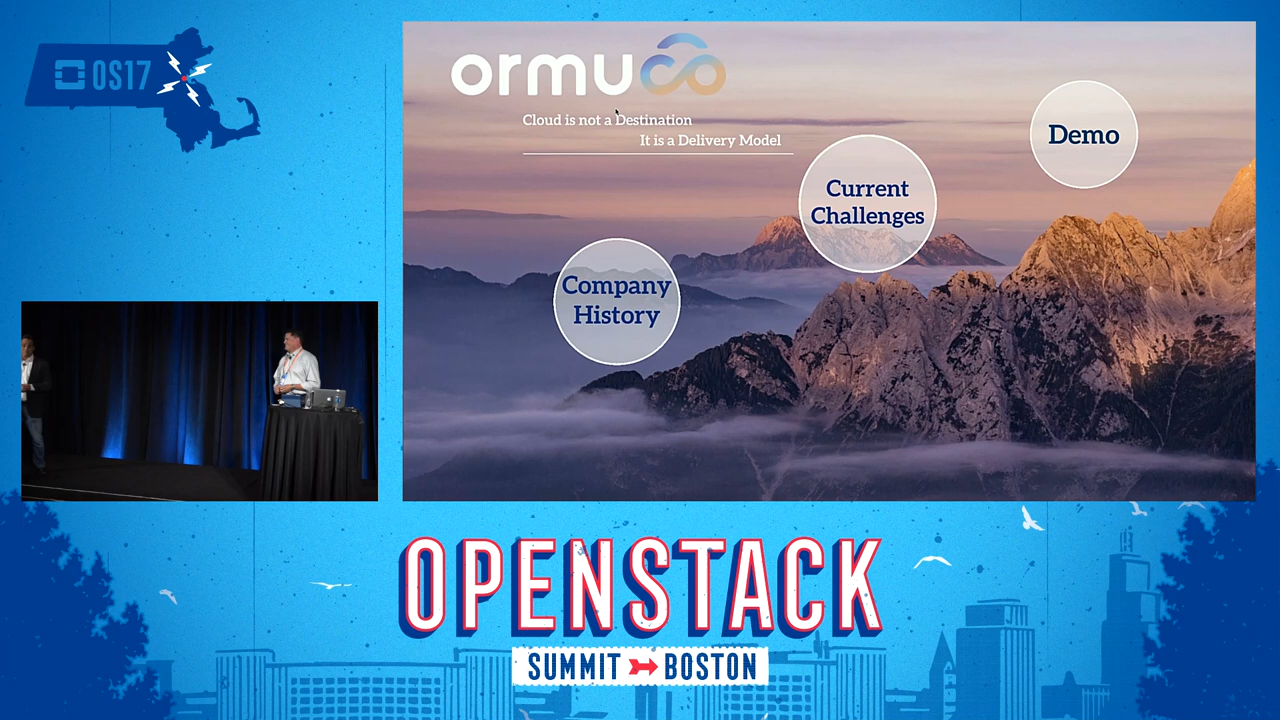 OS17
ormuco
Cloud is not a Destination
It is a Delivery Model
Demo
Current
Challenges
Company
History
OPENSTACK
SUMMIT BOSTON